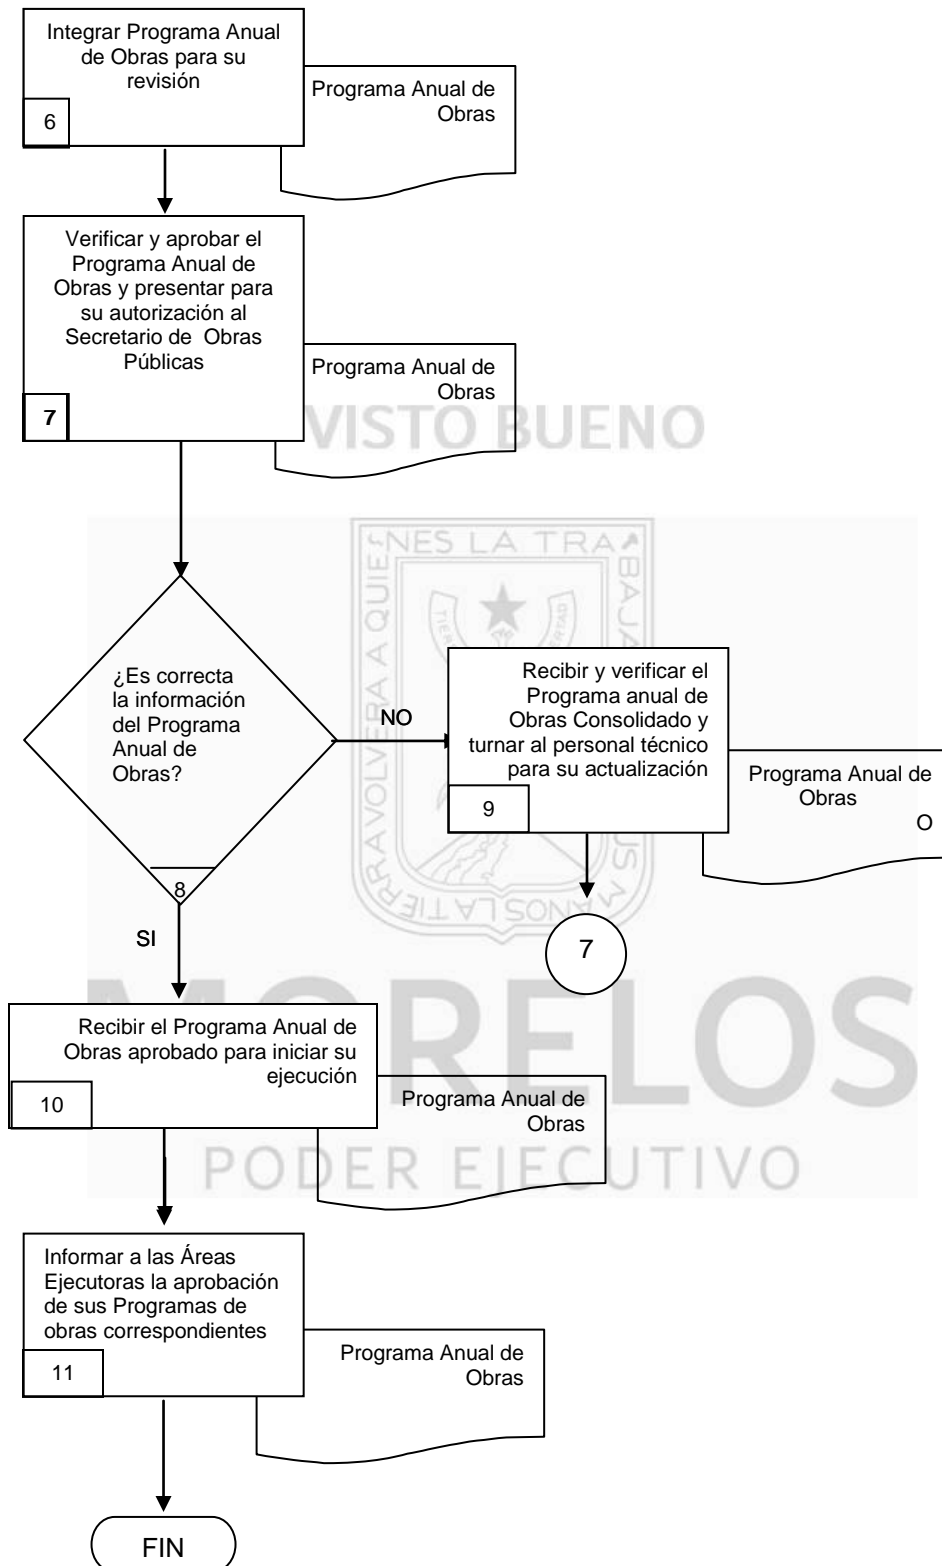 Integrar Programa Anual
de Obras para su
revisión
6
Programa Anual de
Obras
Verificar y aprobar el
Programa Anual de
Obras y presentar para
su autorización al
Secretario de Obras
Públicas
7
Programa Anual de
Obras
VISTO BUENO
¿Es correcta
la información
del Programa
Anual de
Obras?
8
NO
Recibir y verificar el
Programa anual de
Obras Consolidado y
turnar al personal técnico
para su actualización
9
Programa Anual de
Obras
O
7
SI
Recibir el Programa Anual de
Obras aprobado para iniciar su
ejecución
10
Programa Anual de
Obras
MORELOS
PODER EJECUTIVO
Informar a las Áreas
Ejecutoras la aprobación
de sus Programas de
obras correspondientes
11
Programa Anual de
Obras
FIN